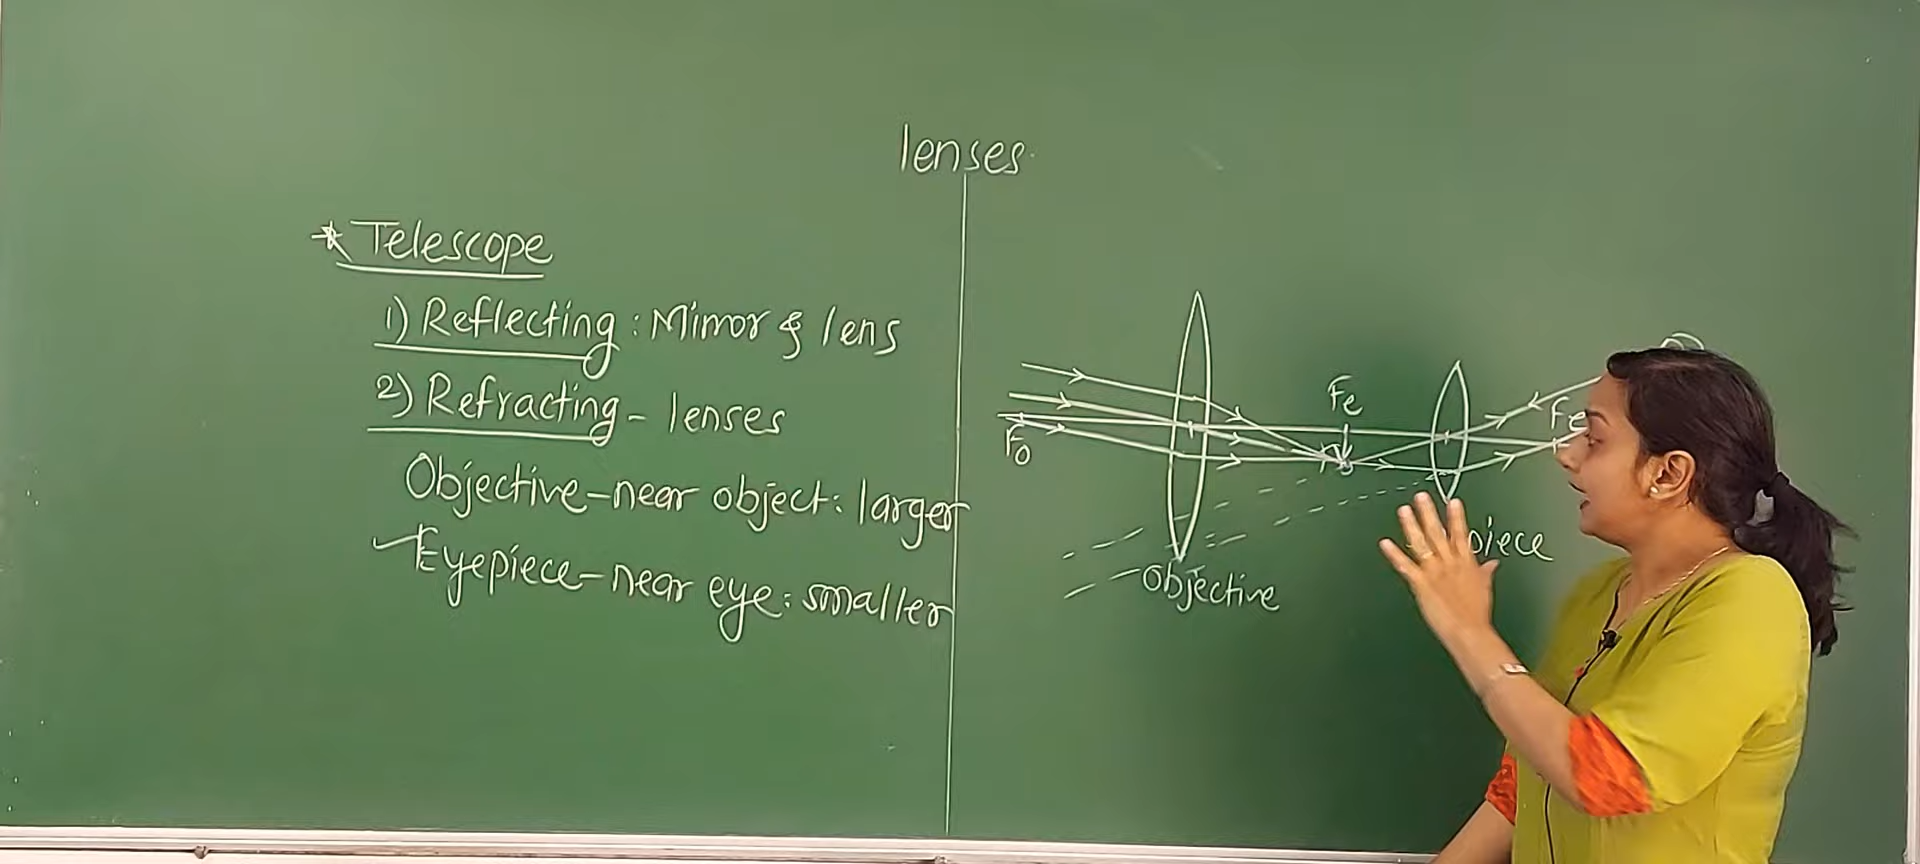 lenses
* Telescope
1) Reflecting : Mirror & lens
2) Refracting - lenses
Objective - near object : larger
✓ Eyepiece - near eye : smaller
Fe
Fe
Fo
piece
Objective